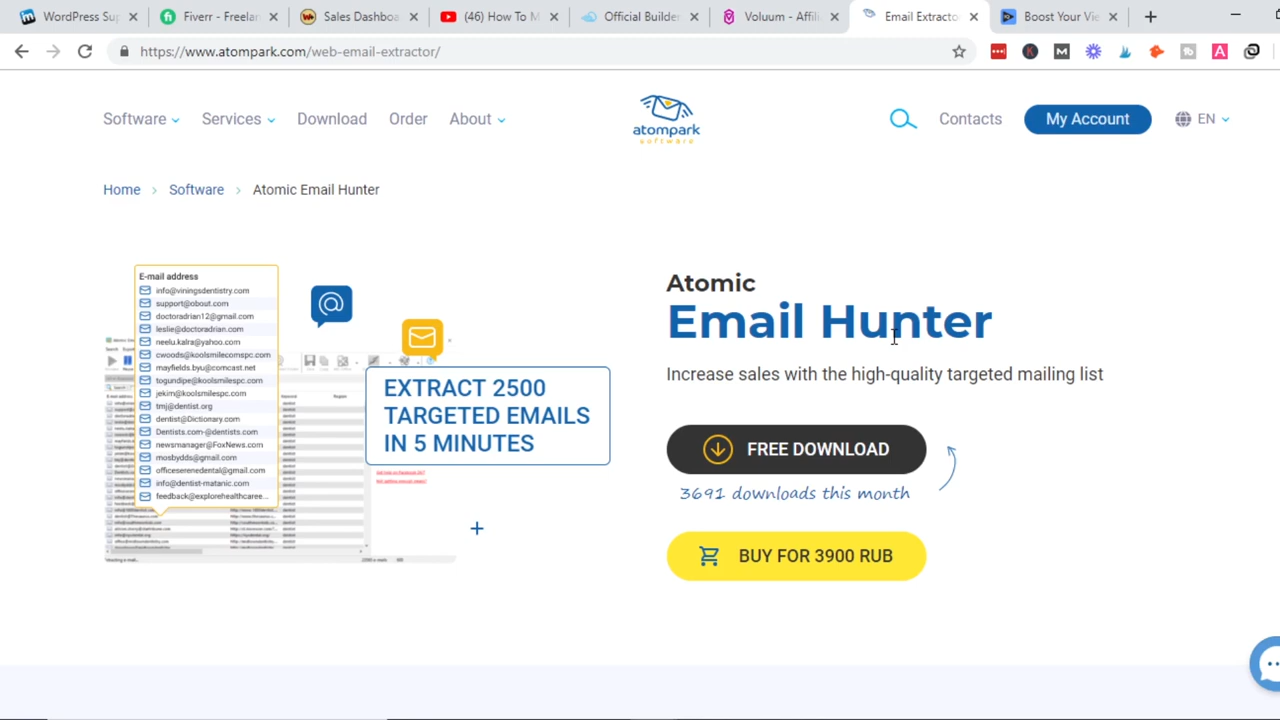 WordPress Sup
Fiverr - Freelan
Sales Dashboa
(46) How To M
Official Builder
Voluum - Affili
Email Extracto
Boost Your Vie
https://www.atompark.com/web-email-extractor/
Software
Services
Download
Order
About
atompark
software
Contacts
My Account
EN
Home > Software > Atomic Email Hunter
E-mail address
info@viningsdentistry.com
support@obout.com
doctoradrian12@gmail.com
leslie@doctoradrian.com
neelu.kalra@yahoo.com
cwoods@koolsmilecomspc.com
mayfields.byu@comcast.net
togundipe@koolsmilespc.com
jekim@koolsmilespc.com
tmj@dentist.org
dentist@Dictionary.com
Dentists.com-@dentists.com
newsmanager@FoxNews.com
mosbydds@gmail.com
officeserenedental@gmail.com
info@dentist-matanic.com
feedback@explorehealthcaree...
EXTRACT 2500
TARGETED EMAILS
IN 5 MINUTES
Atomic
Email Hunter
Increase sales with the high-quality targeted mailing list
FREE DOWNLOAD
3691 downloads this month
BUY FOR 3900 RUB